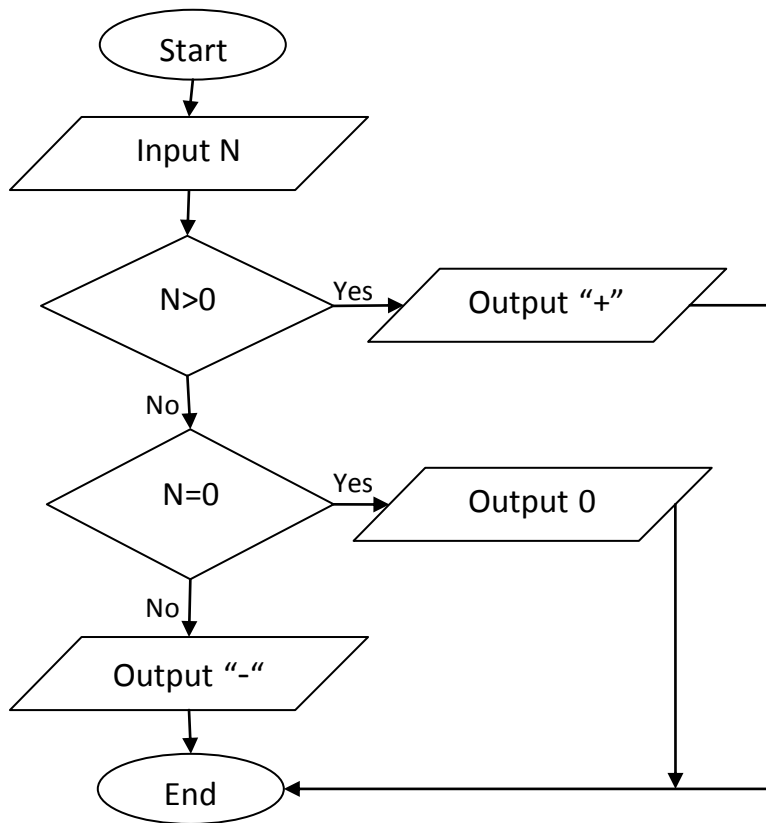 Start
Input N
N>0
Yes
Output “+”
No
N=0
Yes
Output 0
No
Output “-“
End